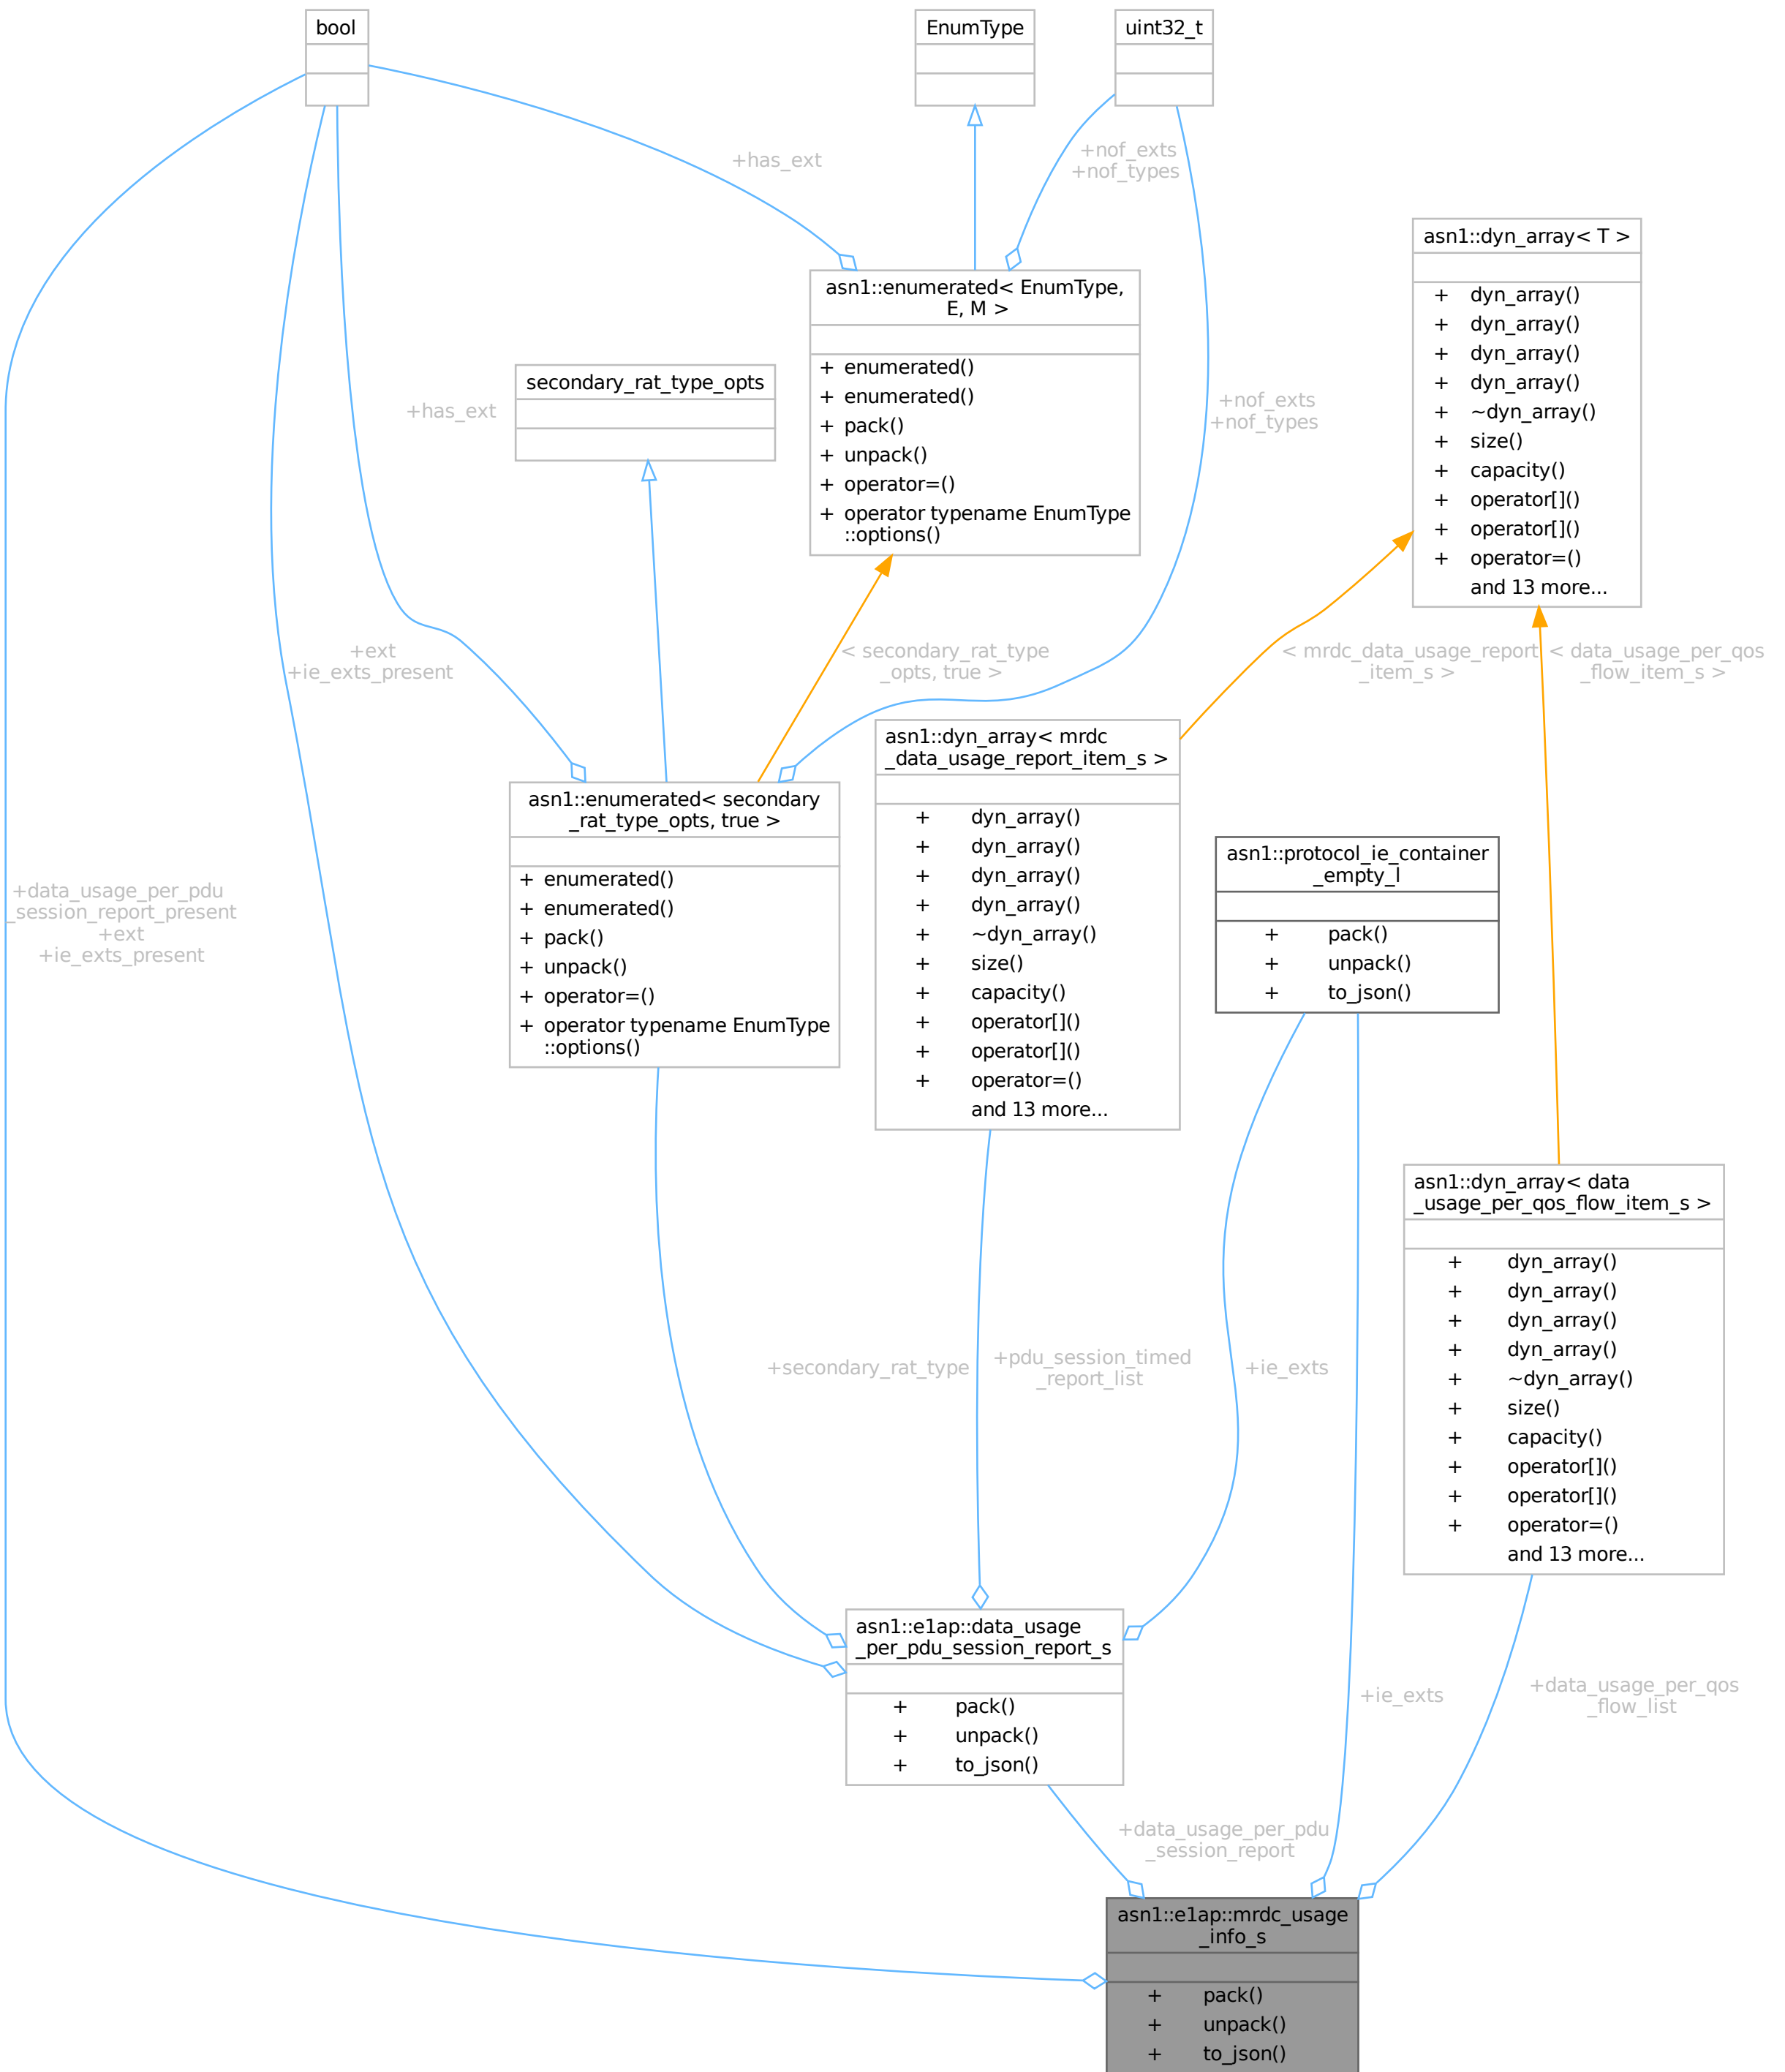 bool
EnumType
uint32_t
+has_ext
+nof_exts
+nof_types
asn1::dyn_array< T >
+ dyn_array()
+ dyn_array()
+ dyn_array()
+ dyn_array()
+ ~dyn_array()
+ size()
+ capacity()
+ operator[]()
+ operator[]()
+ operator=()
and 13 more...
asn1::enumerated< EnumType,
E, M >
+ enumerated()
+ enumerated()
+ pack()
+ unpack()
+ operator=()
+ operator typename EnumType
::options()
secondary_rat_type_opts
+has_ext
+nof_exts
+nof_types
+ext
+ie_exts_present
< secondary_rat_type
_opts, true >
< mrdc_data_usage_report
_item_s >
< data_usage_per_qos
_flow_item_s >
asn1::dyn_array< mrdc
_data_usage_report_item_s >
+ dyn_array()
+ dyn_array()
+ dyn_array()
+ dyn_array()
+ ~dyn_array()
+ size()
+ capacity()
+ operator[]()
+ operator[]()
+ operator=()
and 13 more...
asn1::enumerated< secondary
_rat_type_opts, true >
+ enumerated()
+ enumerated()
+ pack()
+ unpack()
+ operator=()
+ operator typename EnumType
::options()
asn1::protocol_ie_container
_empty_l
+ pack()
+ unpack()
+ to_json()
+data_usage_per_pdu
_session_report_present
+ext
+ie_exts_present
asn1::dyn_array< data
_usage_per_qos_flow_item_s >
+ dyn_array()
+ dyn_array()
+ dyn_array()
+ dyn_array()
+ ~dyn_array()
+ size()
+ capacity()
+ operator[]()
+ operator[]()
+ operator=()
and 13 more...
+secondary_rat_type
+pdu_session_timed
_report_list
+ie_exts
asn1::e1ap::data_usage
_per_pdu_session_report_s
+ pack()
+ unpack()
+ to_json()
+ie_exts
+data_usage_per_qos
_flow_list
+data_usage_per_pdu
_session_report
asn1::e1ap::mrdc_usage
_info_s
+ pack()
+ unpack()
+ to_json()